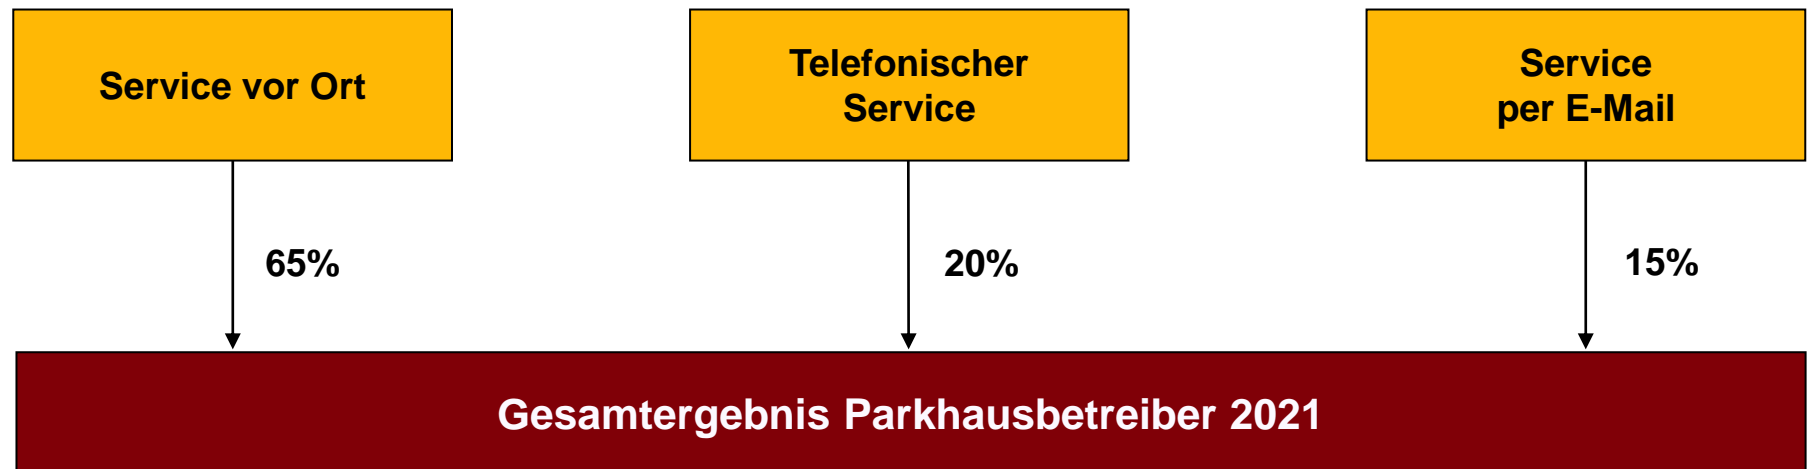 Service vor Ort
Telefonischer
Service
Service
per E-Mail
65%
20%
15%
Gesamtergebnis Parkhausbetreiber 2021